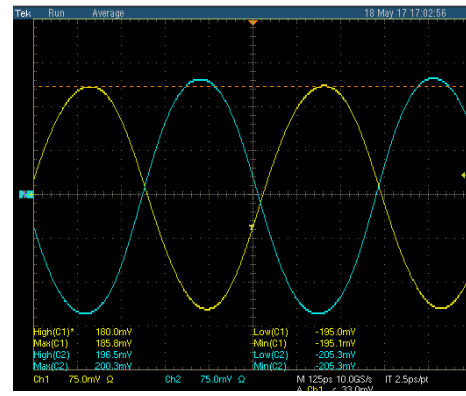 Tek Run Average 18 May 17 17:02:56
High(C1)* 180.0mV Low(C1) -195.0mV
Max(C1) 185.8mV Min(C1) -195.1mV
High(C2) 196.5mV Low(C2) -205.3mV
Max(C2) 200.3mV Min(C2) -205.3mV
Ch1 75.0mV Ω Ch2 75.0mV Ω M 125ps 10.0GS/s IT 2.5ps/pt
A Ch1 33.0mV